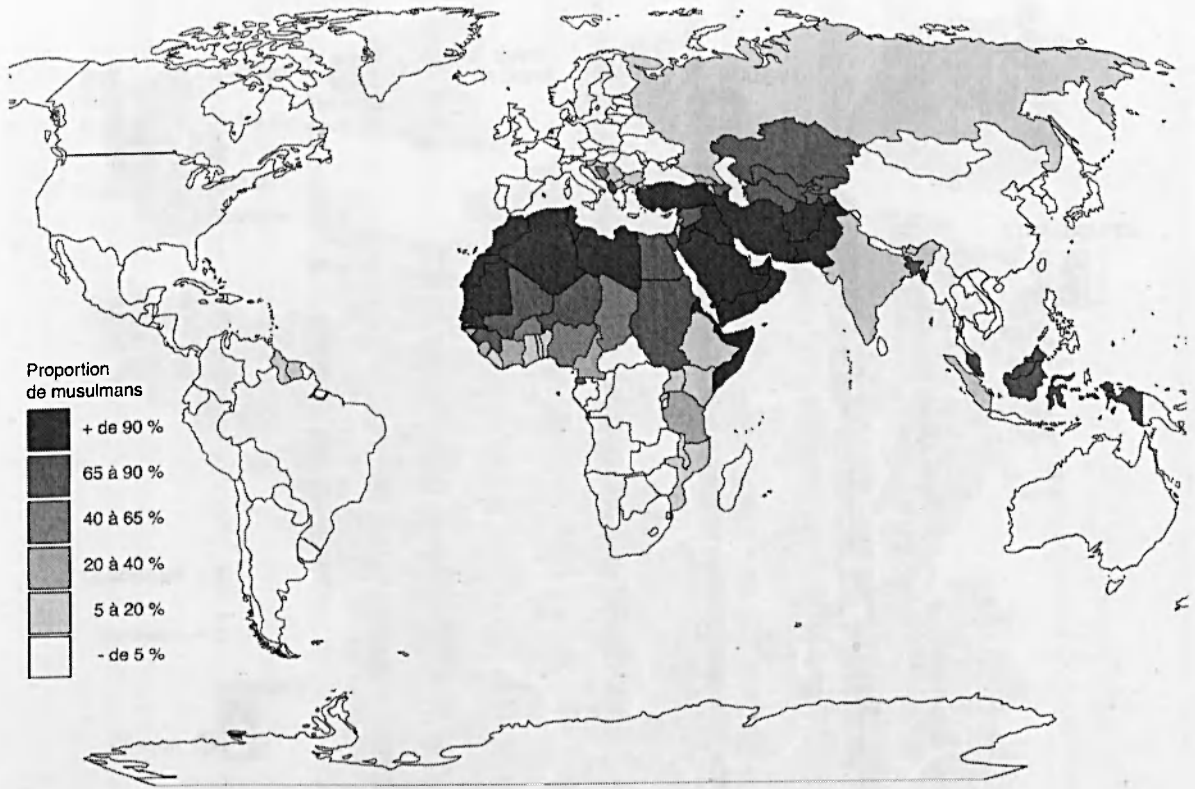 Proportion
de musulmans
+ de 90 %
65 à 90 %
40 à 65 %
20 à 40 %
5 à 20 %
- de 5 %